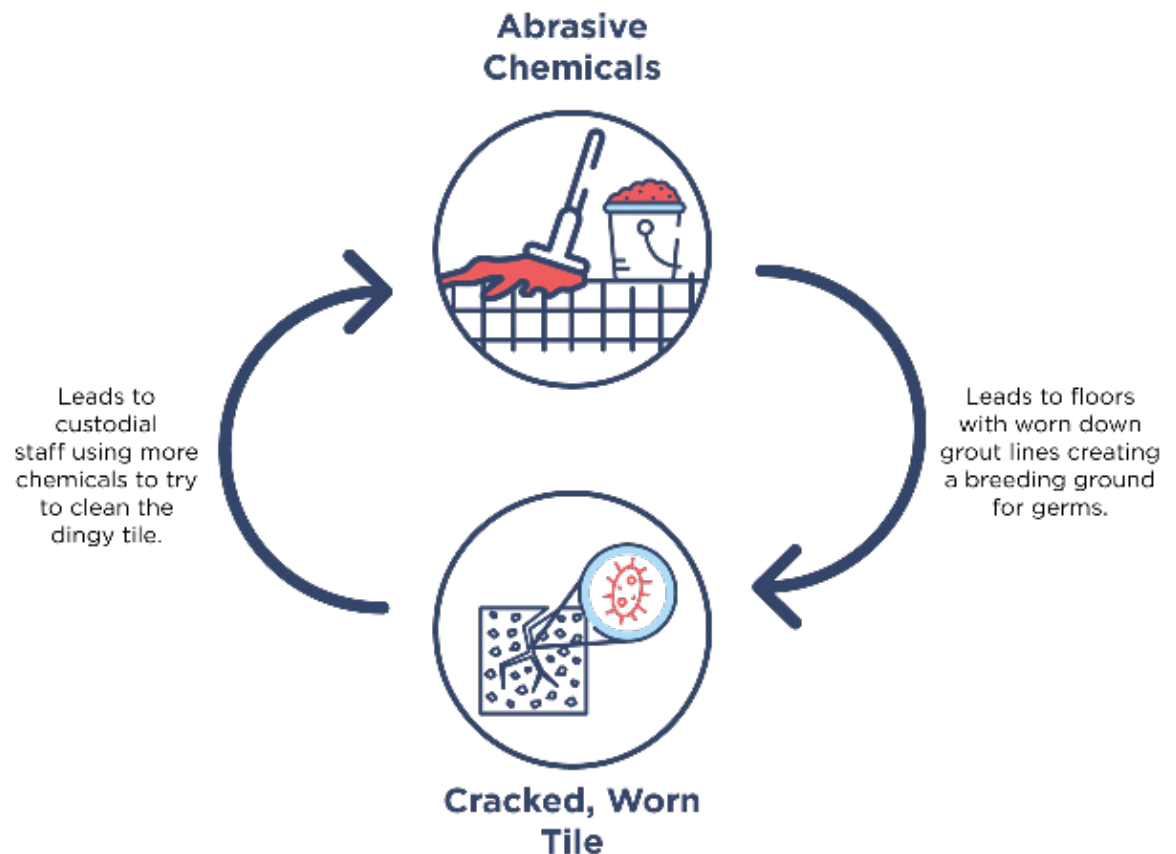 Abrasive
Chemicals
Leads to
custodial
staff using more
chemicals to try
to clean the
dingy tile.
Leads to floors
with worn down
grout lines creating
a breeding ground
for germs.
Cracked, Worn
Tile